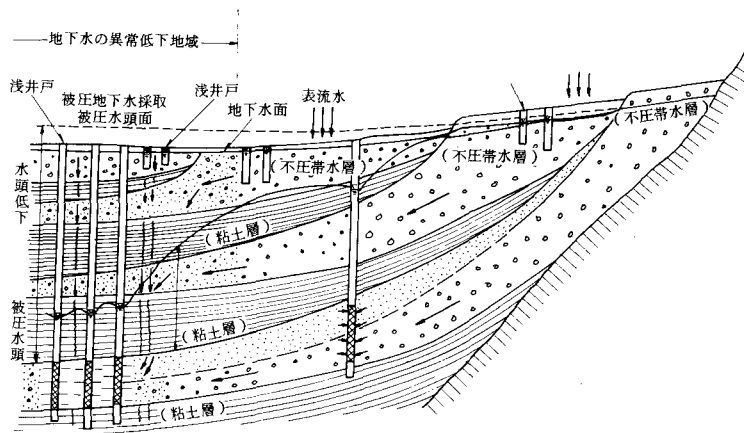 地下水の異常低下地域
浅井戸
被圧地下水採取
被圧水頭面
浅井戸
地下水面
表流水
(不圧帯水層)
(不圧帯水層)
(不圧帯水層)
水頭低下
(粘土層)
被圧水頭
(粘土層)
(粘土層)